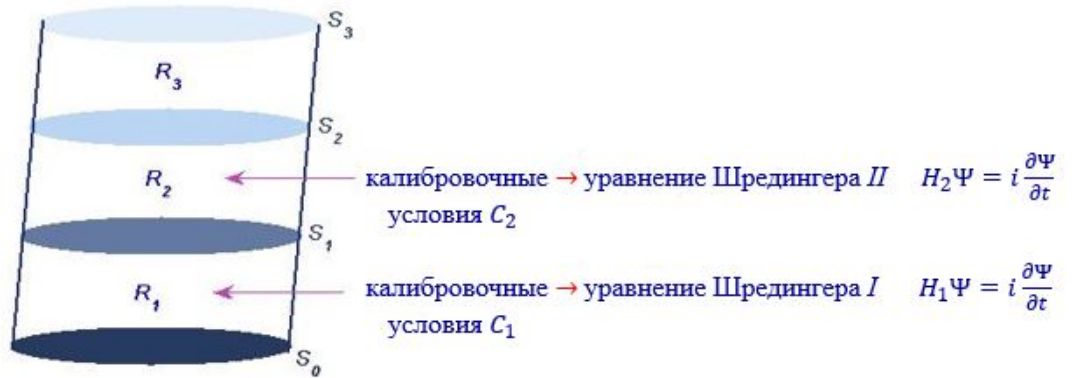 S₃
R₃
S₂
R₂
калибровочные → уравнение Шредингера II H₂Ψ = i ∂Ψ/∂t
условия C₂
S₁
R₁
калибровочные → уравнение Шредингера I H₁Ψ = i ∂Ψ/∂t
условия C₁
S₀